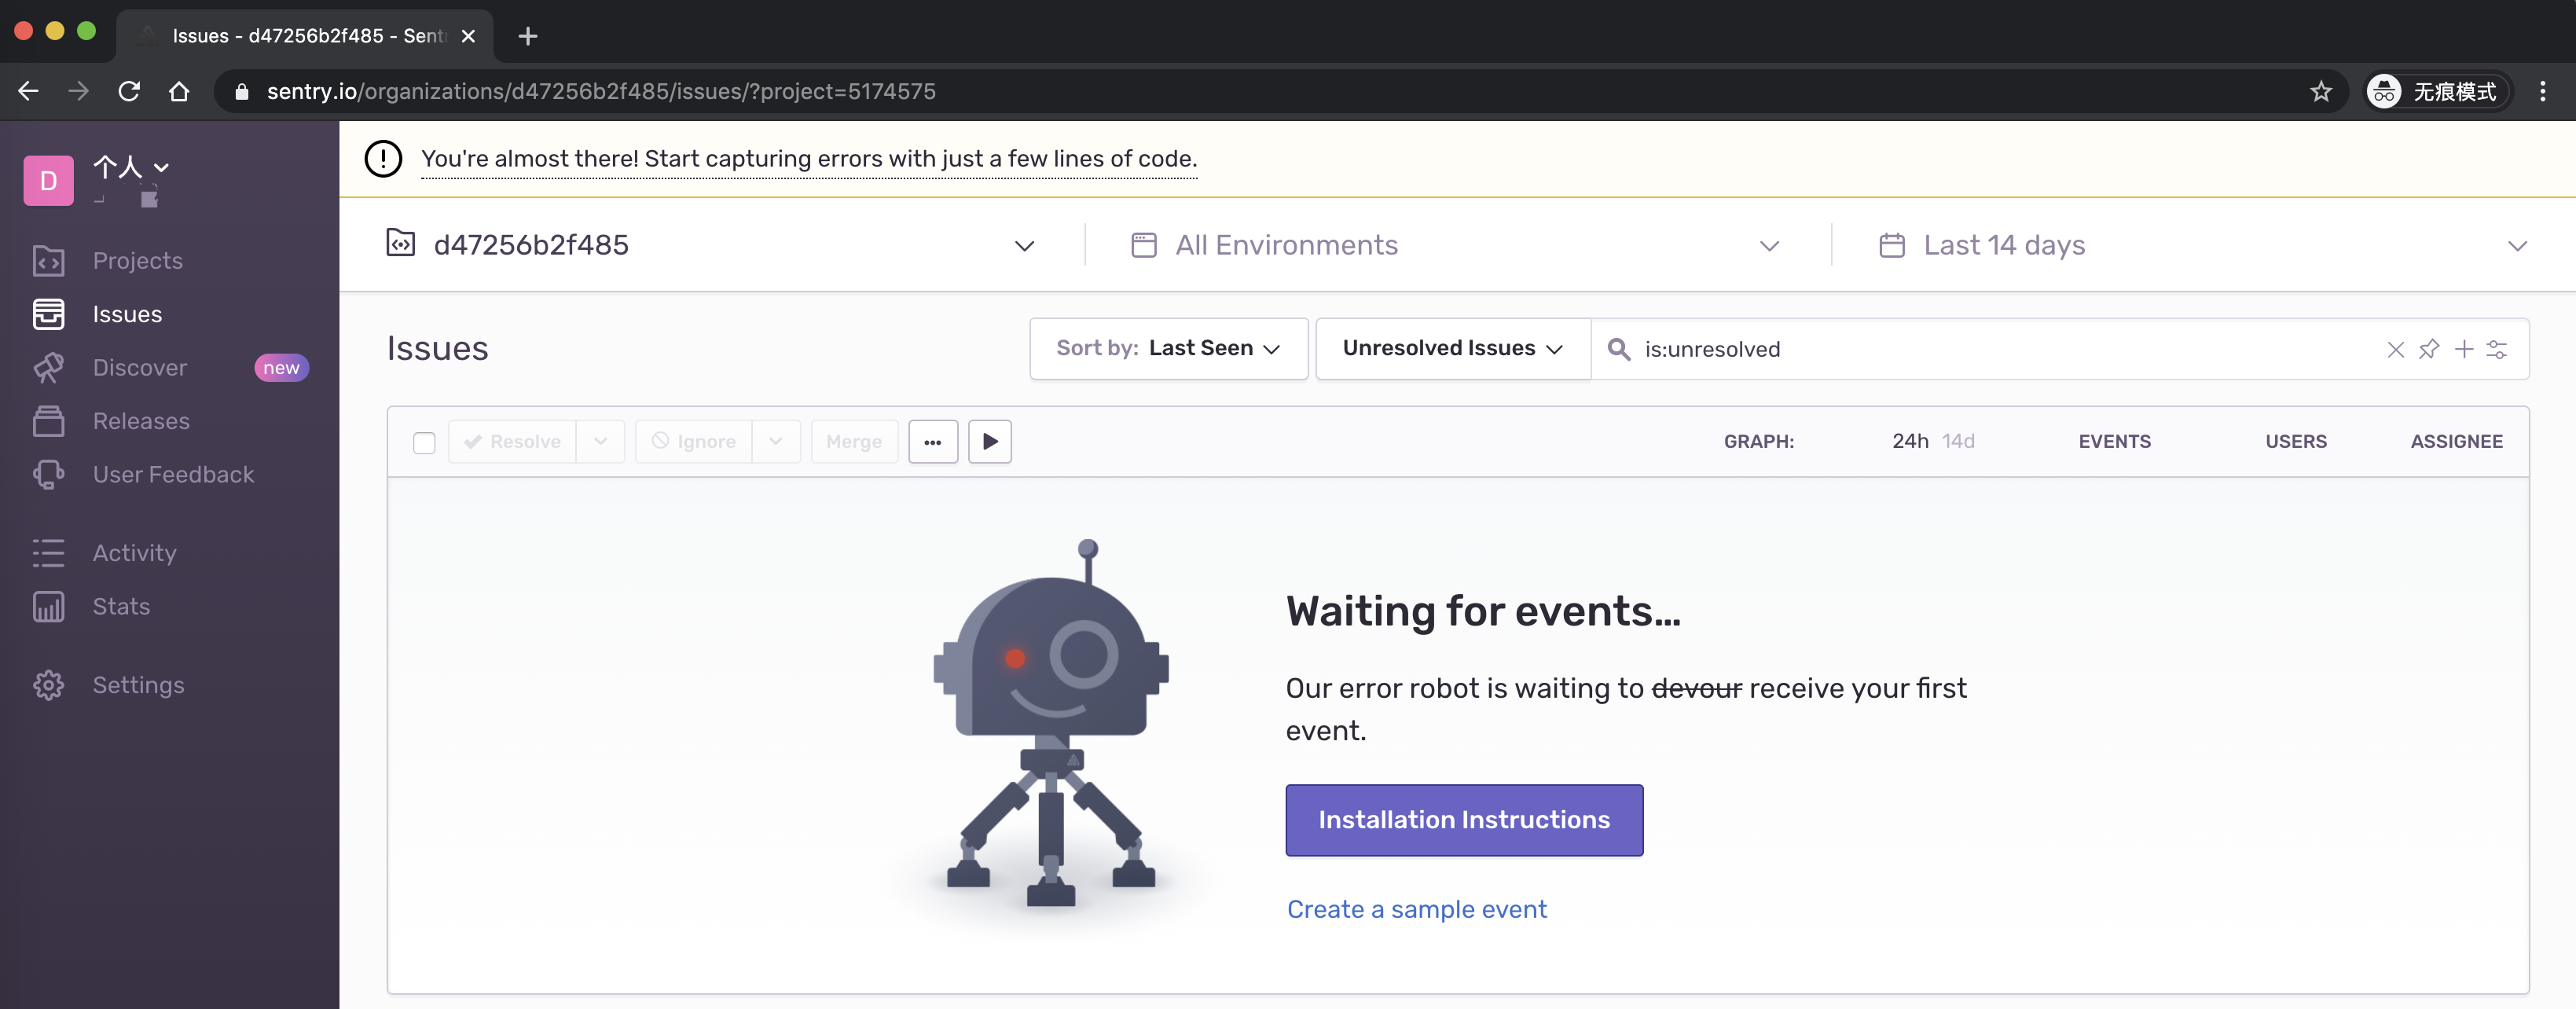 Issues - d47256b2f485 - Sent
sentry.io/organizations/d47256b2f485/issues/?project=5174575
无痕模式
D
个人
Projects
Issues
Discover new
Releases
User Feedback
Activity
Stats
Settings
You're almost there! Start capturing errors with just a few lines of code.
d47256b2f485
All Environments
Last 14 days
Issues
Sort by: Last Seen
Unresolved Issues
is:unresolved
Resolve
Ignore
Merge
GRAPH:
24h 14d
EVENTS
USERS
ASSIGNEE
Waiting for events...
Our error robot is waiting to devour receive your first
event.
Installation Instructions
Create a sample event